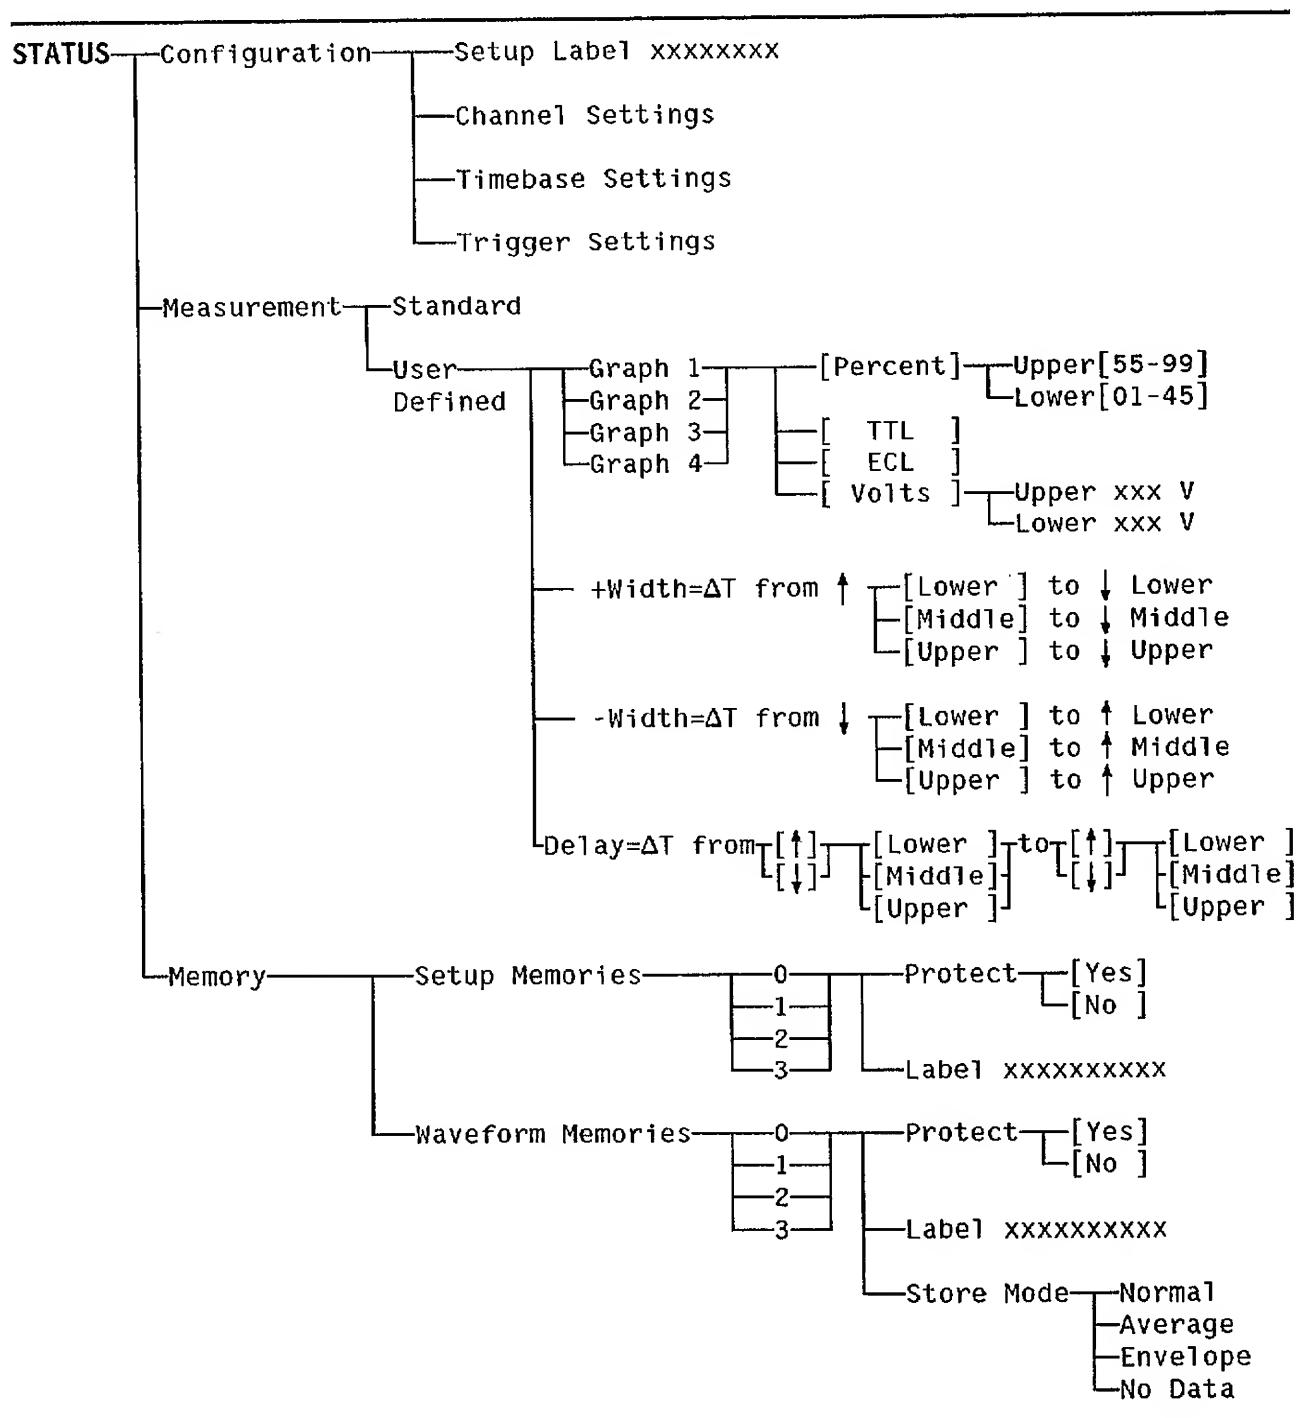 STATUS Configuration Setup Label xxxxxxxx
Channel Settings
Timebase Settings
Trigger Settings
Measurement Standard
User Graph 1 [Percent] Upper[55-99]
Defined Graph 2 Lower[01-45]
Graph 3 [ TTL ]
Graph 4 [ ECL ]
[ Volts ] Upper xxx V
Lower xxx V
+Width=ΔT from ↑ [Lower ] to ↓ Lower
[Middle] to ↓ Middle
[Upper ] to ↓ Upper
-Width=ΔT from ↓ [Lower ] to ↑ Lower
[Middle] to ↑ Middle
[Upper ] to ↑ Upper
Delay=ΔT from [↑] [Lower ] to [↑] [Lower ]
[↓] [Middle] [↓] [Middle]
[Upper ] [Upper ]
Memory Setup Memories 0 Protect [Yes]
1 [No ]
2
3 Label xxxxxxxxxx
Waveform Memories 0 Protect [Yes]
1 [No ]
2
3 Label xxxxxxxxxx
Store Mode Normal
Average
Envelope
No Data